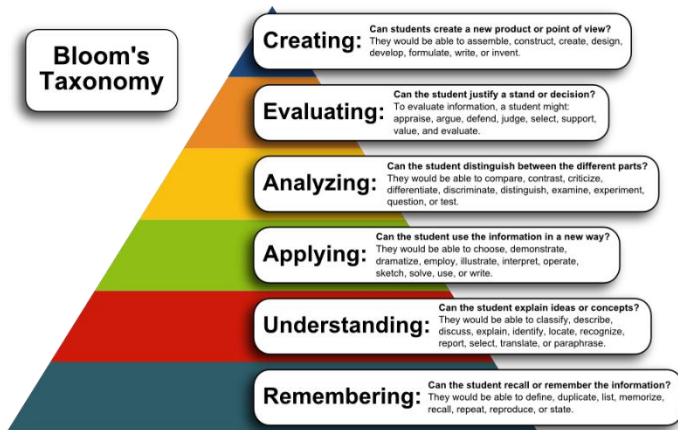 Bloom's
Taxonomy
Creating:
Can students create a new product or point of view?
They would be able to assemble, construct, create, design,
develop, formulate, write, or invent.
Evaluating:
Can the student justify a stand or decision?
To evaluate information, a student might:
appraise, argue, defend, judge, select, support,
value, and evaluate.
Analyzing:
Can the student distinguish between the different parts?
They would be able to compare, contrast, criticize,
differentiate, discriminate, distinguish, examine, experiment,
question, or test.
Applying:
Can the student use the information in a new way?
They would be able to choose, demonstrate,
dramatize, employ, illustrate, interpret, operate,
sketch, solve, use, or write.
Understanding:
Can the student explain ideas or concepts?
They would be able to classify, describe,
discuss, explain, identify, locate, recognize,
report, select, translate, or paraphrase.
Remembering:
Can the student recall or remember the information?
They would be able to define, duplicate, list, memorize,
recall, repeat, reproduce, or state.